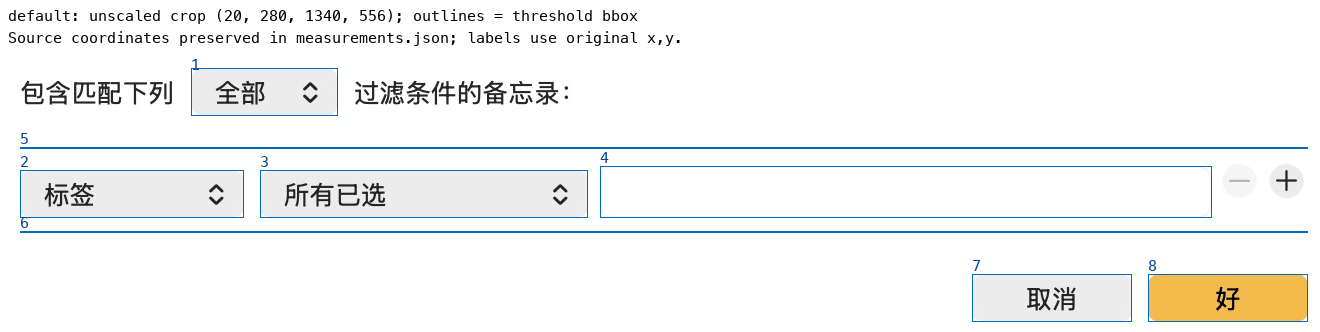 default: unscaled crop (20, 280, 1340, 556); outlines = threshold bbox
Source coordinates preserved in measurements.json; labels use original x,y.
1
包含匹配下列 全部 过滤条件的备忘录：
5
2 3 4
标签 所有已选
6
7 8
取消 好